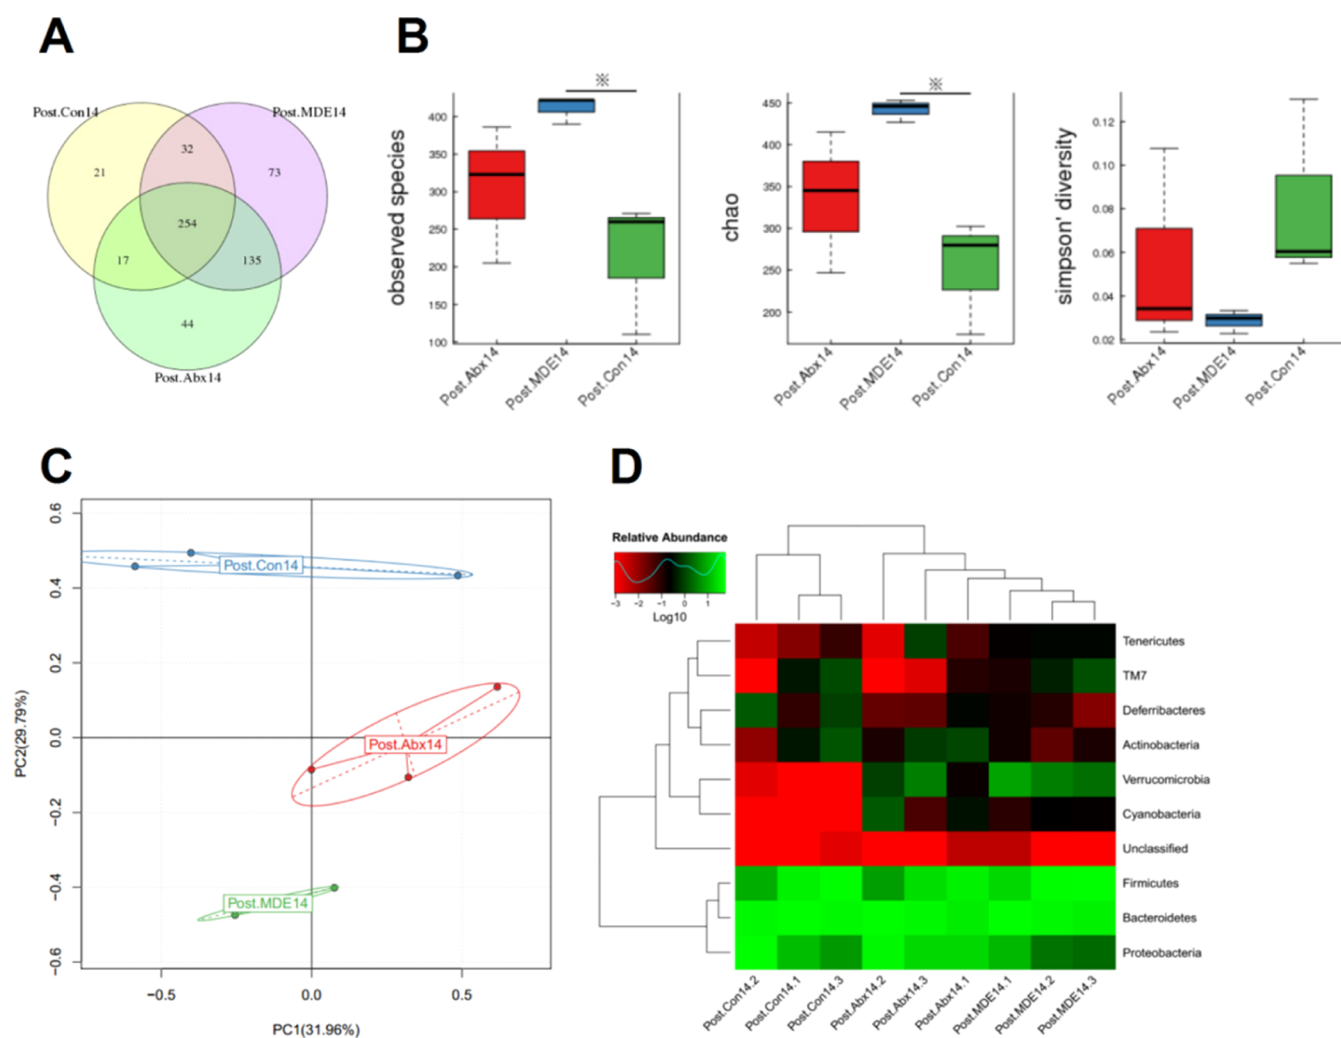 A
B
Post.Con14
Post.MDE14
32
21
73
254
17
135
44
Post.Abx14
※
observed species
400
350
300
250
200
150
100
Post.Abx14
Post.MDE14
Post.Con14
※
chao
450
400
350
300
250
200
Post.Abx14
Post.MDE14
Post.Con14
simpson' diversity
0.12
0.10
0.08
0.06
0.04
0.02
Post.Abx14
Post.MDE14
Post.Con14
C
D
PC2(29.79%)
0.6
0.4
0.2
0.0
−0.2
−0.4
−0.6
Post.Con14
Post.Abx14
Post.MDE14
−0.5
0.0
0.5
PC1(31.96%)
Relative Abundance
−3 −2 −1 0 1
Log10
Tenericutes
TM7
Deferribacteres
Actinobacteria
Verrucomicrobia
Cyanobacteria
Unclassified
Firmicutes
Bacteroidetes
Proteobacteria
Post.Con14.2
Post.Con14.1
Post.Con14.3
Post.Abx14.2
Post.Abx14.3
Post.Abx14.1
Post.MDE14.1
Post.MDE14.2
Post.MDE14.3